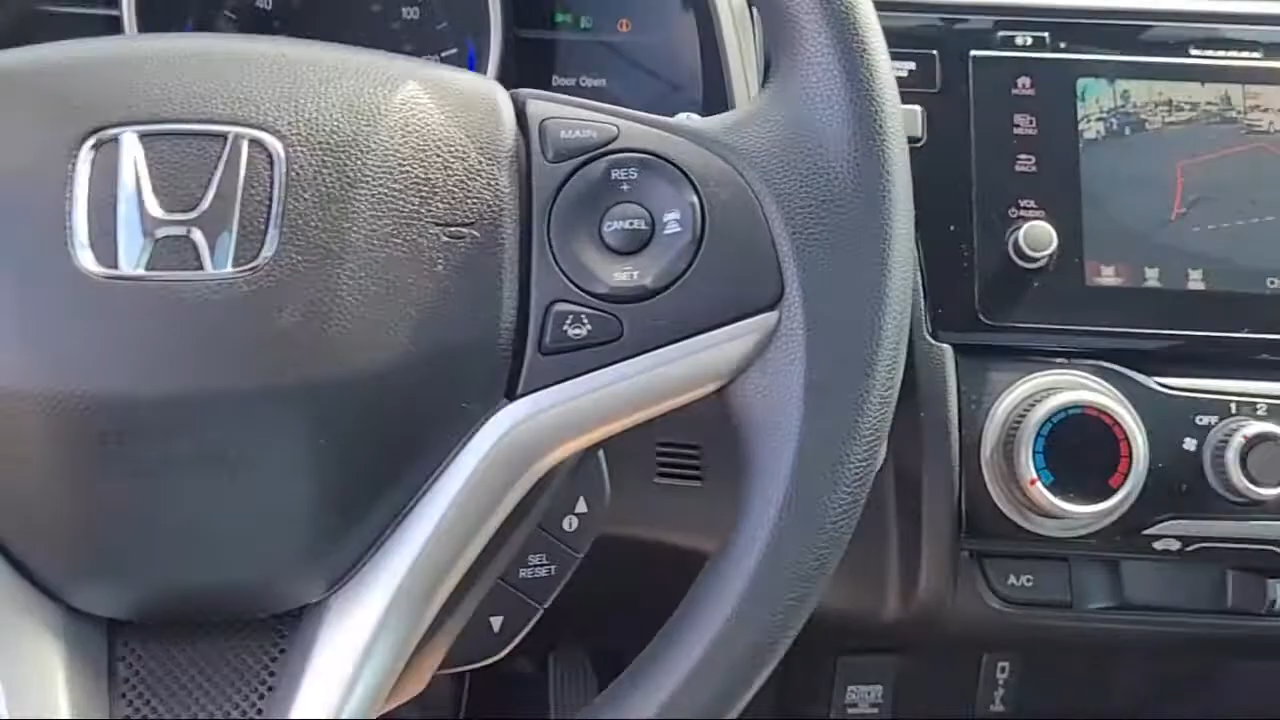 40
100
Door Open
MAIN
RES
+
CANCEL
−
SET
HOME
MENU
BACK
VOL
AUDIO
OFF
1
2
A/C
SEL
RESET
POWER
OUTLET